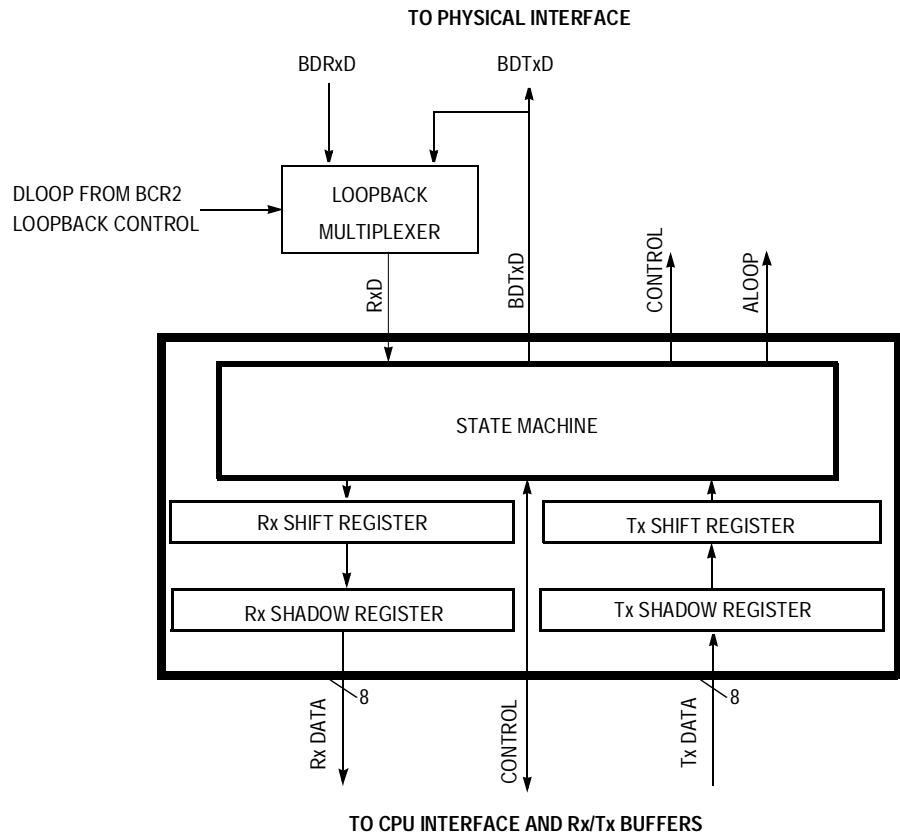 TO PHYSICAL INTERFACE
BDRxD
BDTxD
DLOOP FROM BCR2
LOOPBACK CONTROL
LOOPBACK
MULTIPLEXER
RxD
BDTxD
CONTROL
ALOOP
STATE MACHINE
Rx SHIFT REGISTER
Tx SHIFT REGISTER
Rx SHADOW REGISTER
Tx SHADOW REGISTER
8
8
Rx DATA
CONTROL
Tx DATA
TO CPU INTERFACE AND Rx/Tx BUFFERS